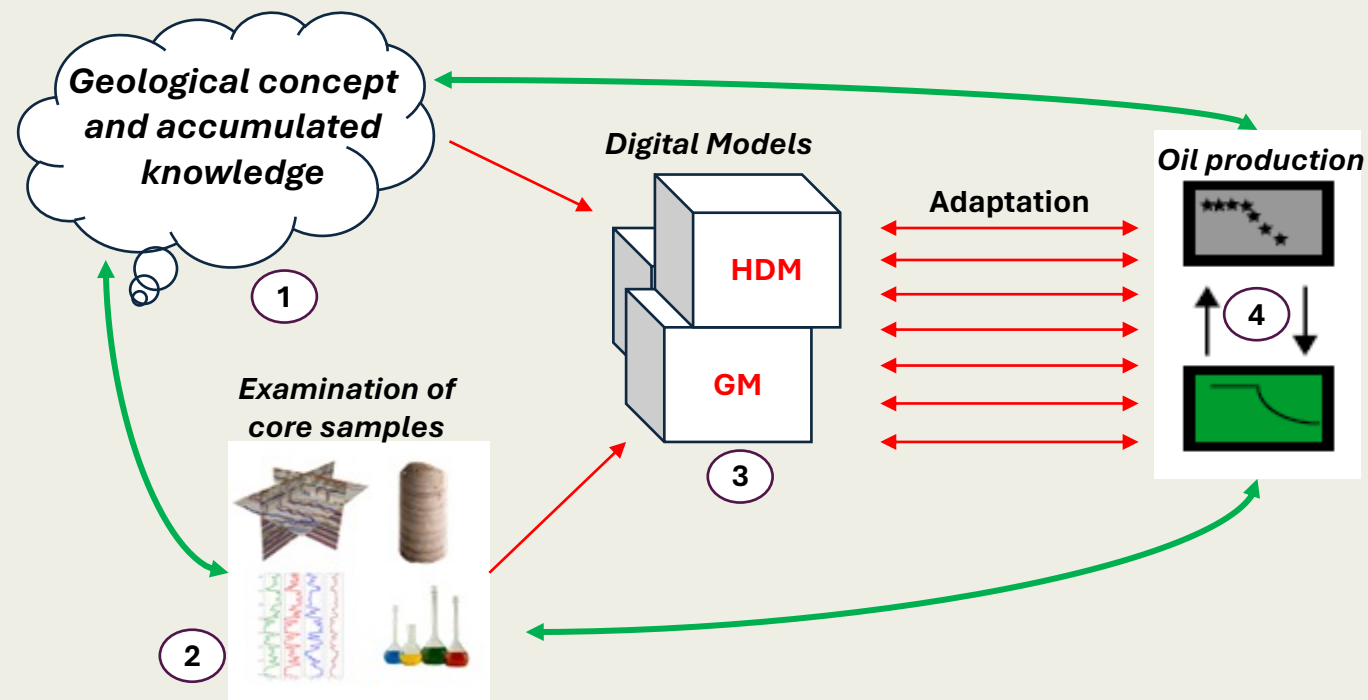 Geological concept
and accumulated
knowledge
1
Digital Models
HDM
GM
3
Adaptation
Oil production
4
Examination of
core samples
2